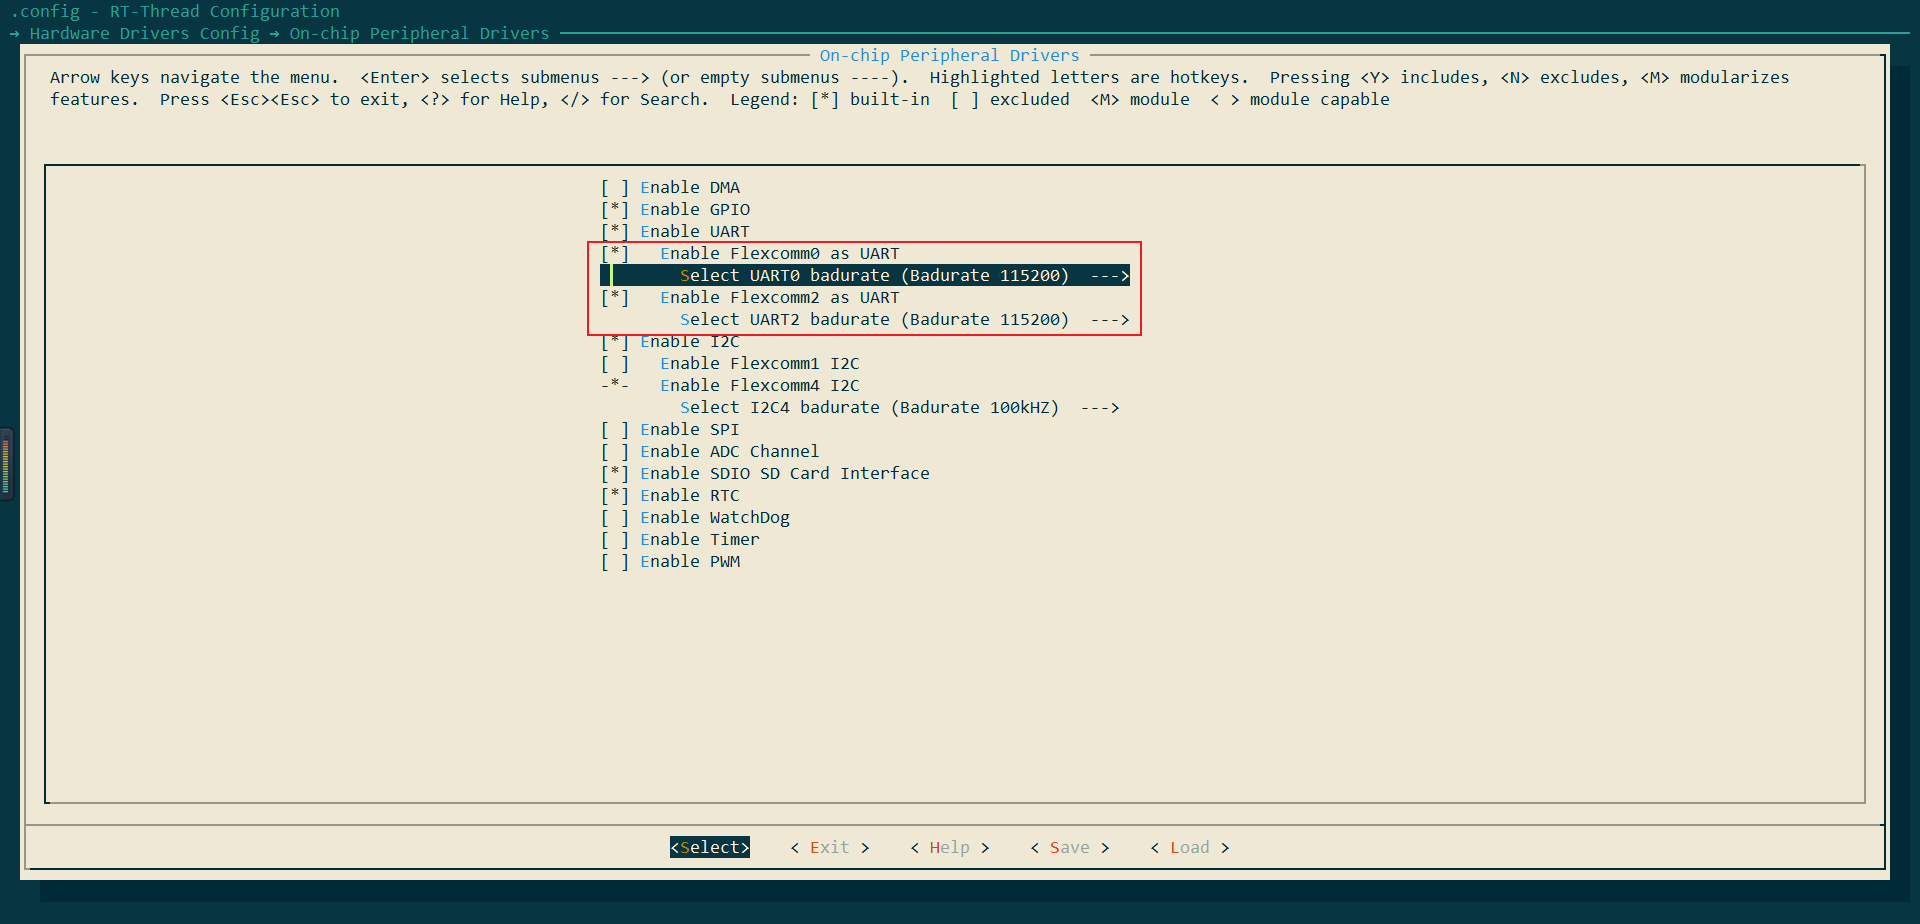 .config - RT-Thread Configuration
→ Hardware Drivers Config → On-chip Peripheral Drivers
On-chip Peripheral Drivers
Arrow keys navigate the menu.  <Enter> selects submenus ---> (or empty submenus ----).  Highlighted letters are hotkeys.  Pressing <Y> includes, <N> excludes, <M> modularizes
features.  Press <Esc><Esc> to exit, <?> for Help, </> for Search.  Legend: [*] built-in  [ ] excluded  <M> module  < > module capable
[ ] Enable DMA
[*] Enable GPIO
[*] Enable UART
[*]   Enable Flexcomm0 as UART
Select UART0 badurate (Badurate 115200)  --->
[*]   Enable Flexcomm2 as UART
Select UART2 badurate (Badurate 115200)  --->
[*] Enable I2C
[ ]   Enable Flexcomm1 I2C
-*-   Enable Flexcomm4 I2C
Select I2C4 badurate (Badurate 100kHZ)  --->
[ ] Enable SPI
[ ] Enable ADC Channel
[*] Enable SDIO SD Card Interface
[*] Enable RTC
[ ] Enable WatchDog
[ ] Enable Timer
[ ] Enable PWM
<Select>    < Exit >    < Help >    < Save >    < Load >